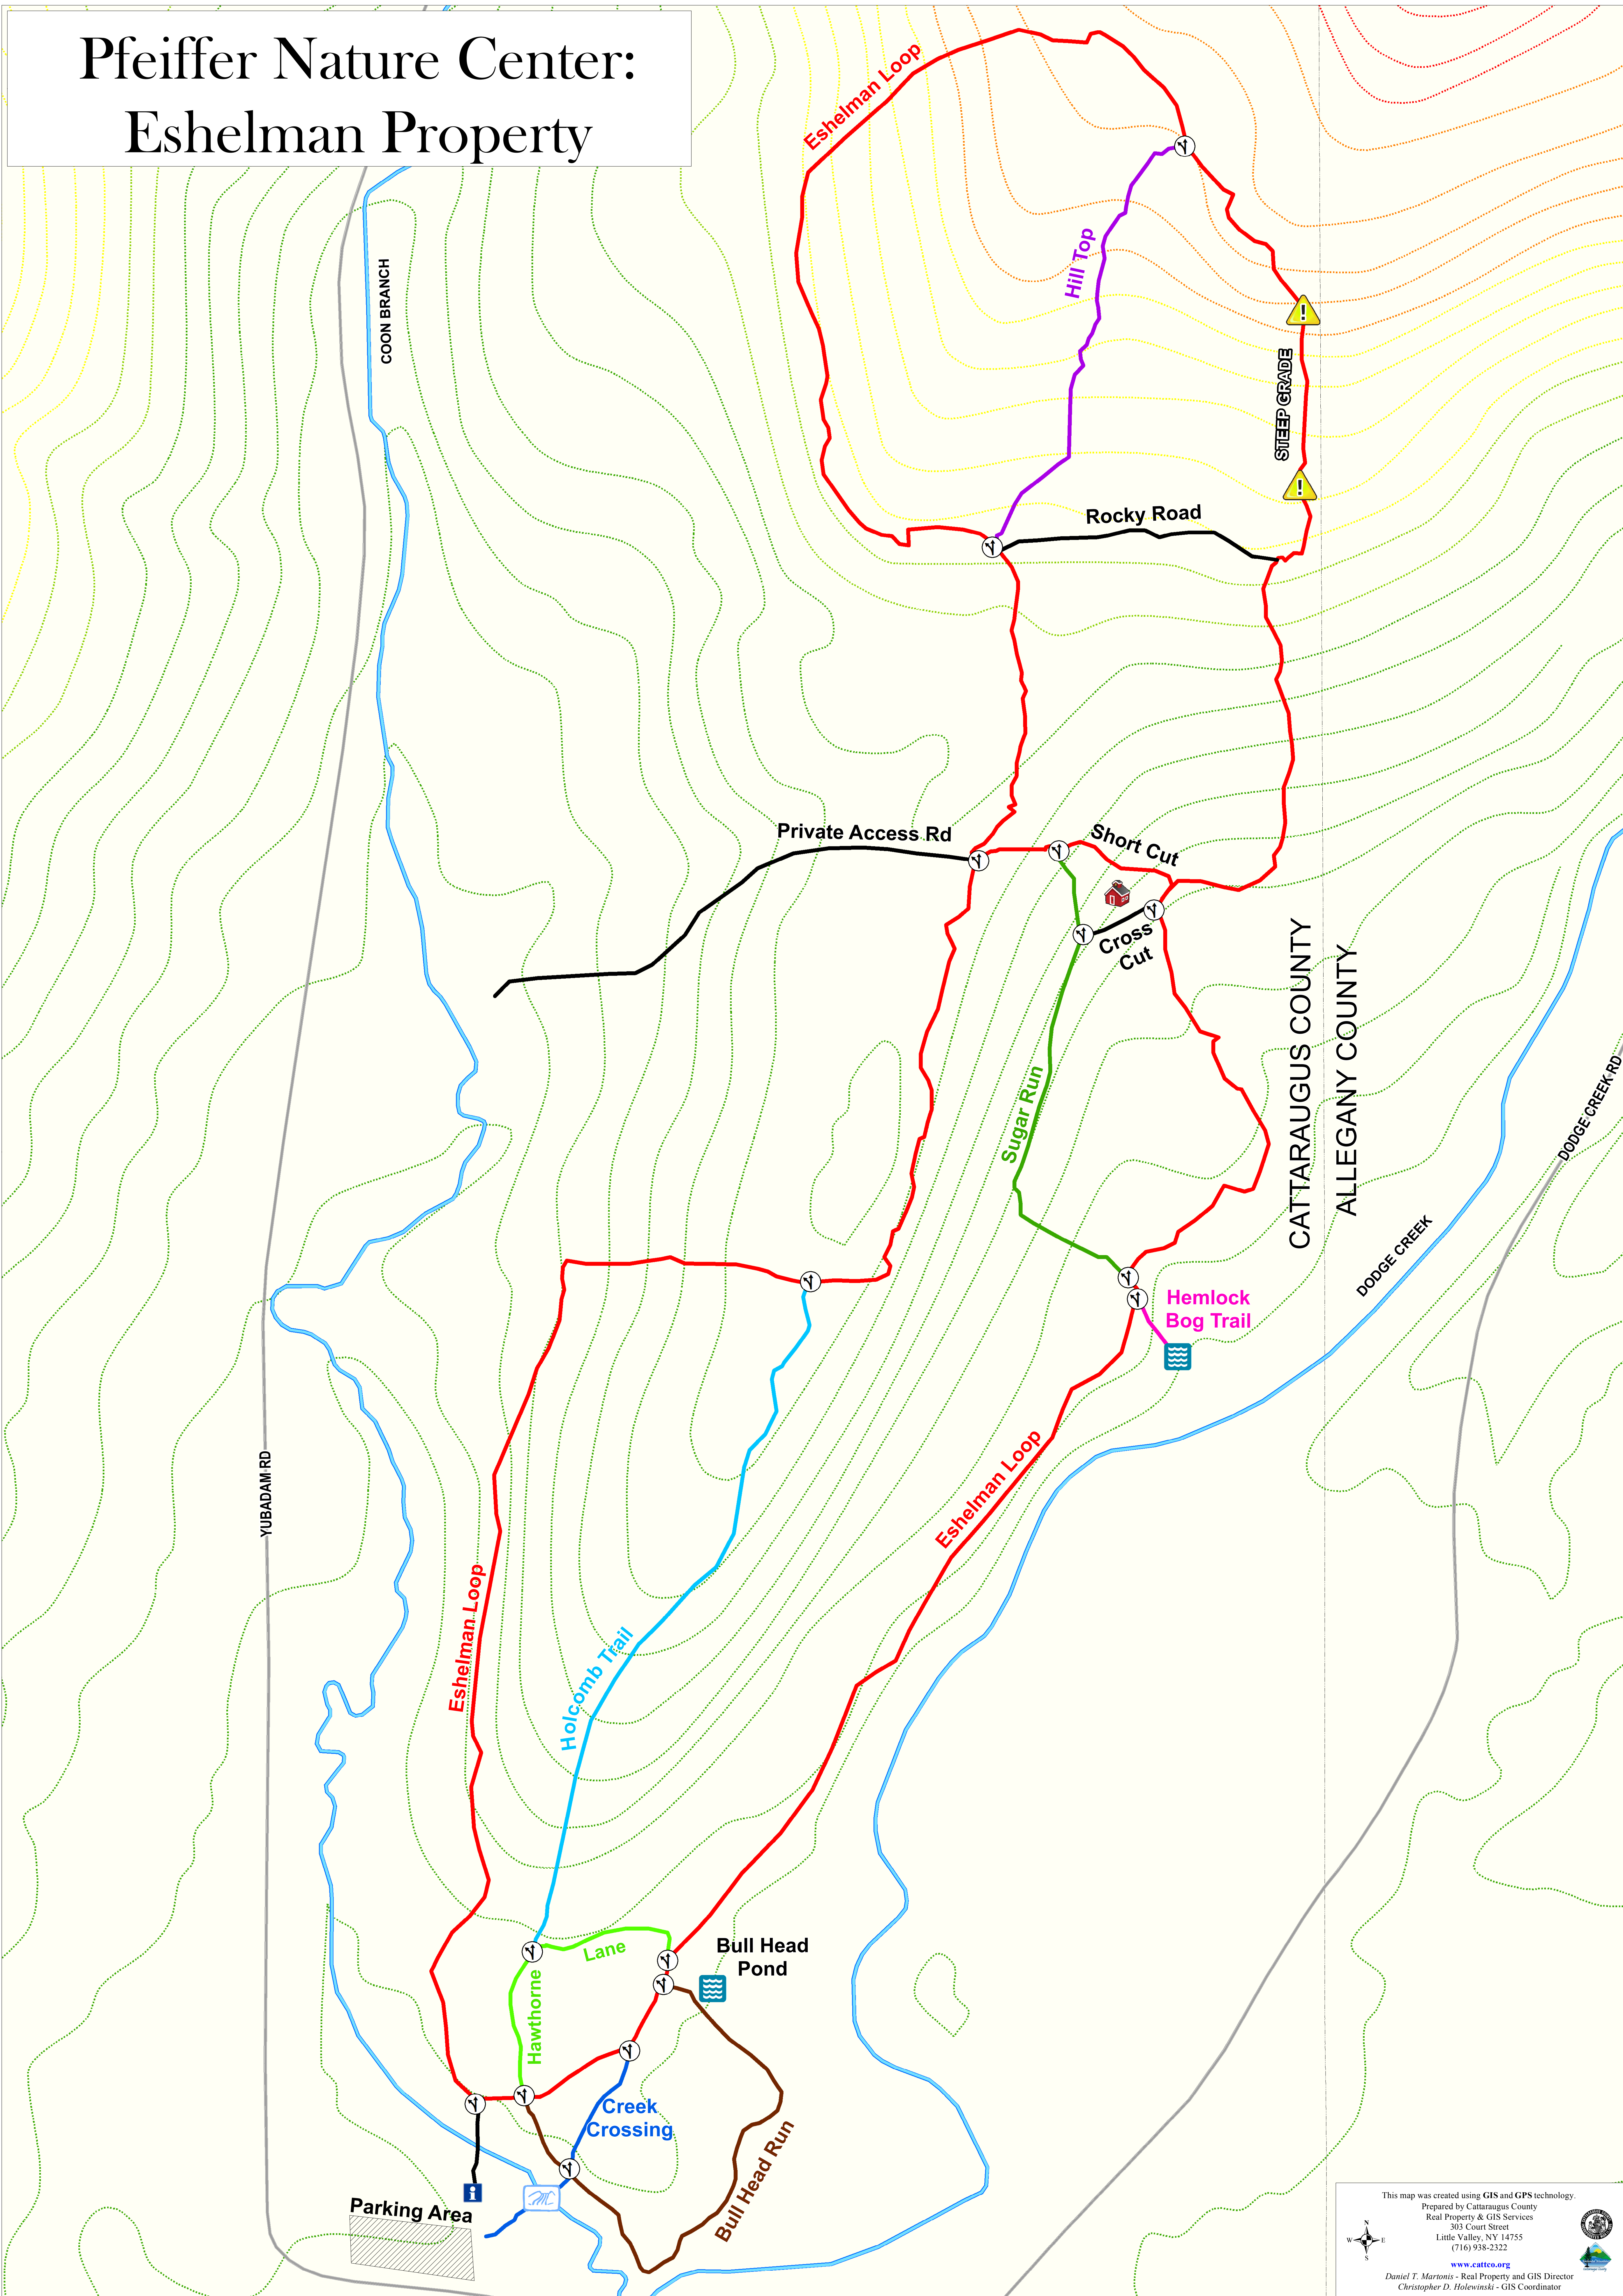 Pfeiffer Nature Center:
Eshelman Property
Eshelman Loop
COON BRANCH
Hill Top
STEEP GRADE
Rocky Road
Private Access Rd
Short Cut
Cross
Cut
CATTARAUGUS COUNTY
ALLEGANY COUNTY
DODGE CREEK RD
Sugar Run
DODGE CREEK
Hemlock
Bog Trail
YUBADAM RD
Eshelman Loop
Eshelman Loop
Holcomb Trail
Bull Head
Pond
Lane
Hawthorne
Creek
Crossing
Bull Head Run
Parking Area
This map was created using GIS and GPS technology.
Prepared by Cattaraugus County
Real Property & GIS Services
303 Court Street
Little Valley, NY 14755
(716) 938-2322
www.cattco.org
Daniel T. Martonis - Real Property and GIS Director
Christopher D. Holewinski - GIS Coordinator
N
W E
S